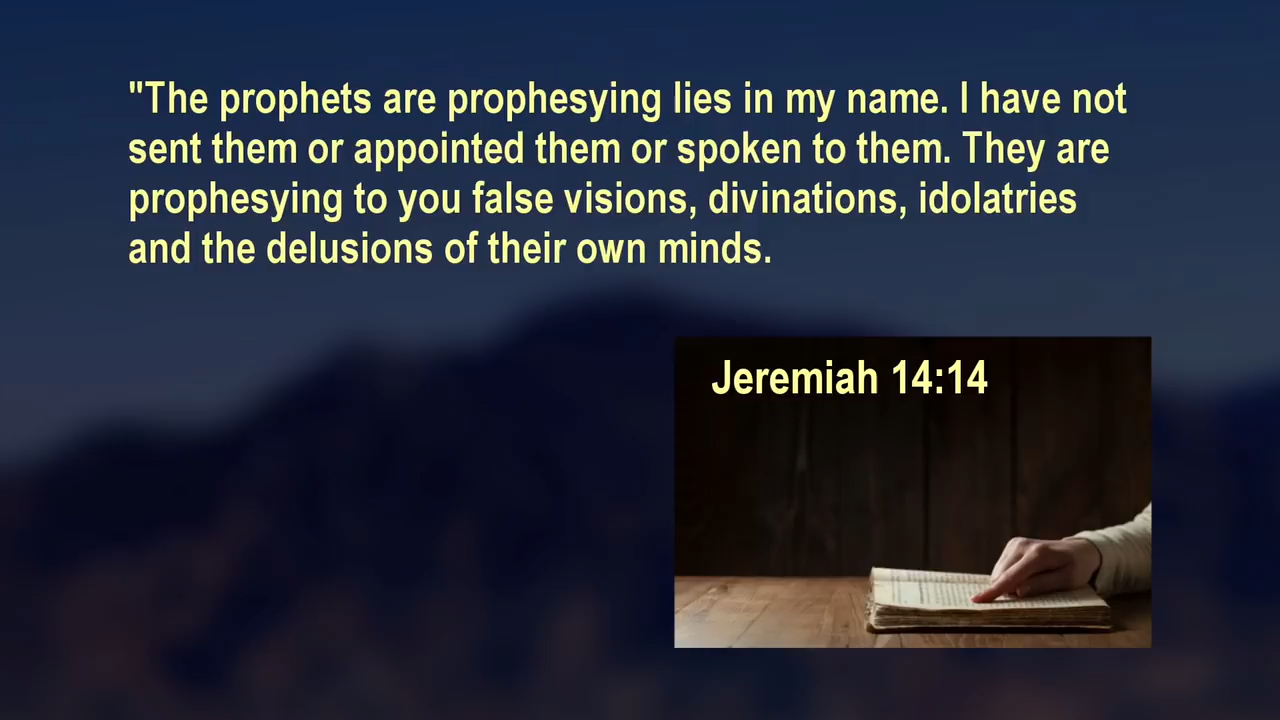 "The prophets are prophesying lies in my name. I have not
sent them or appointed them or spoken to them. They are
prophesying to you false visions, divinations, idolatries
and the delusions of their own minds.
Jeremiah 14:14